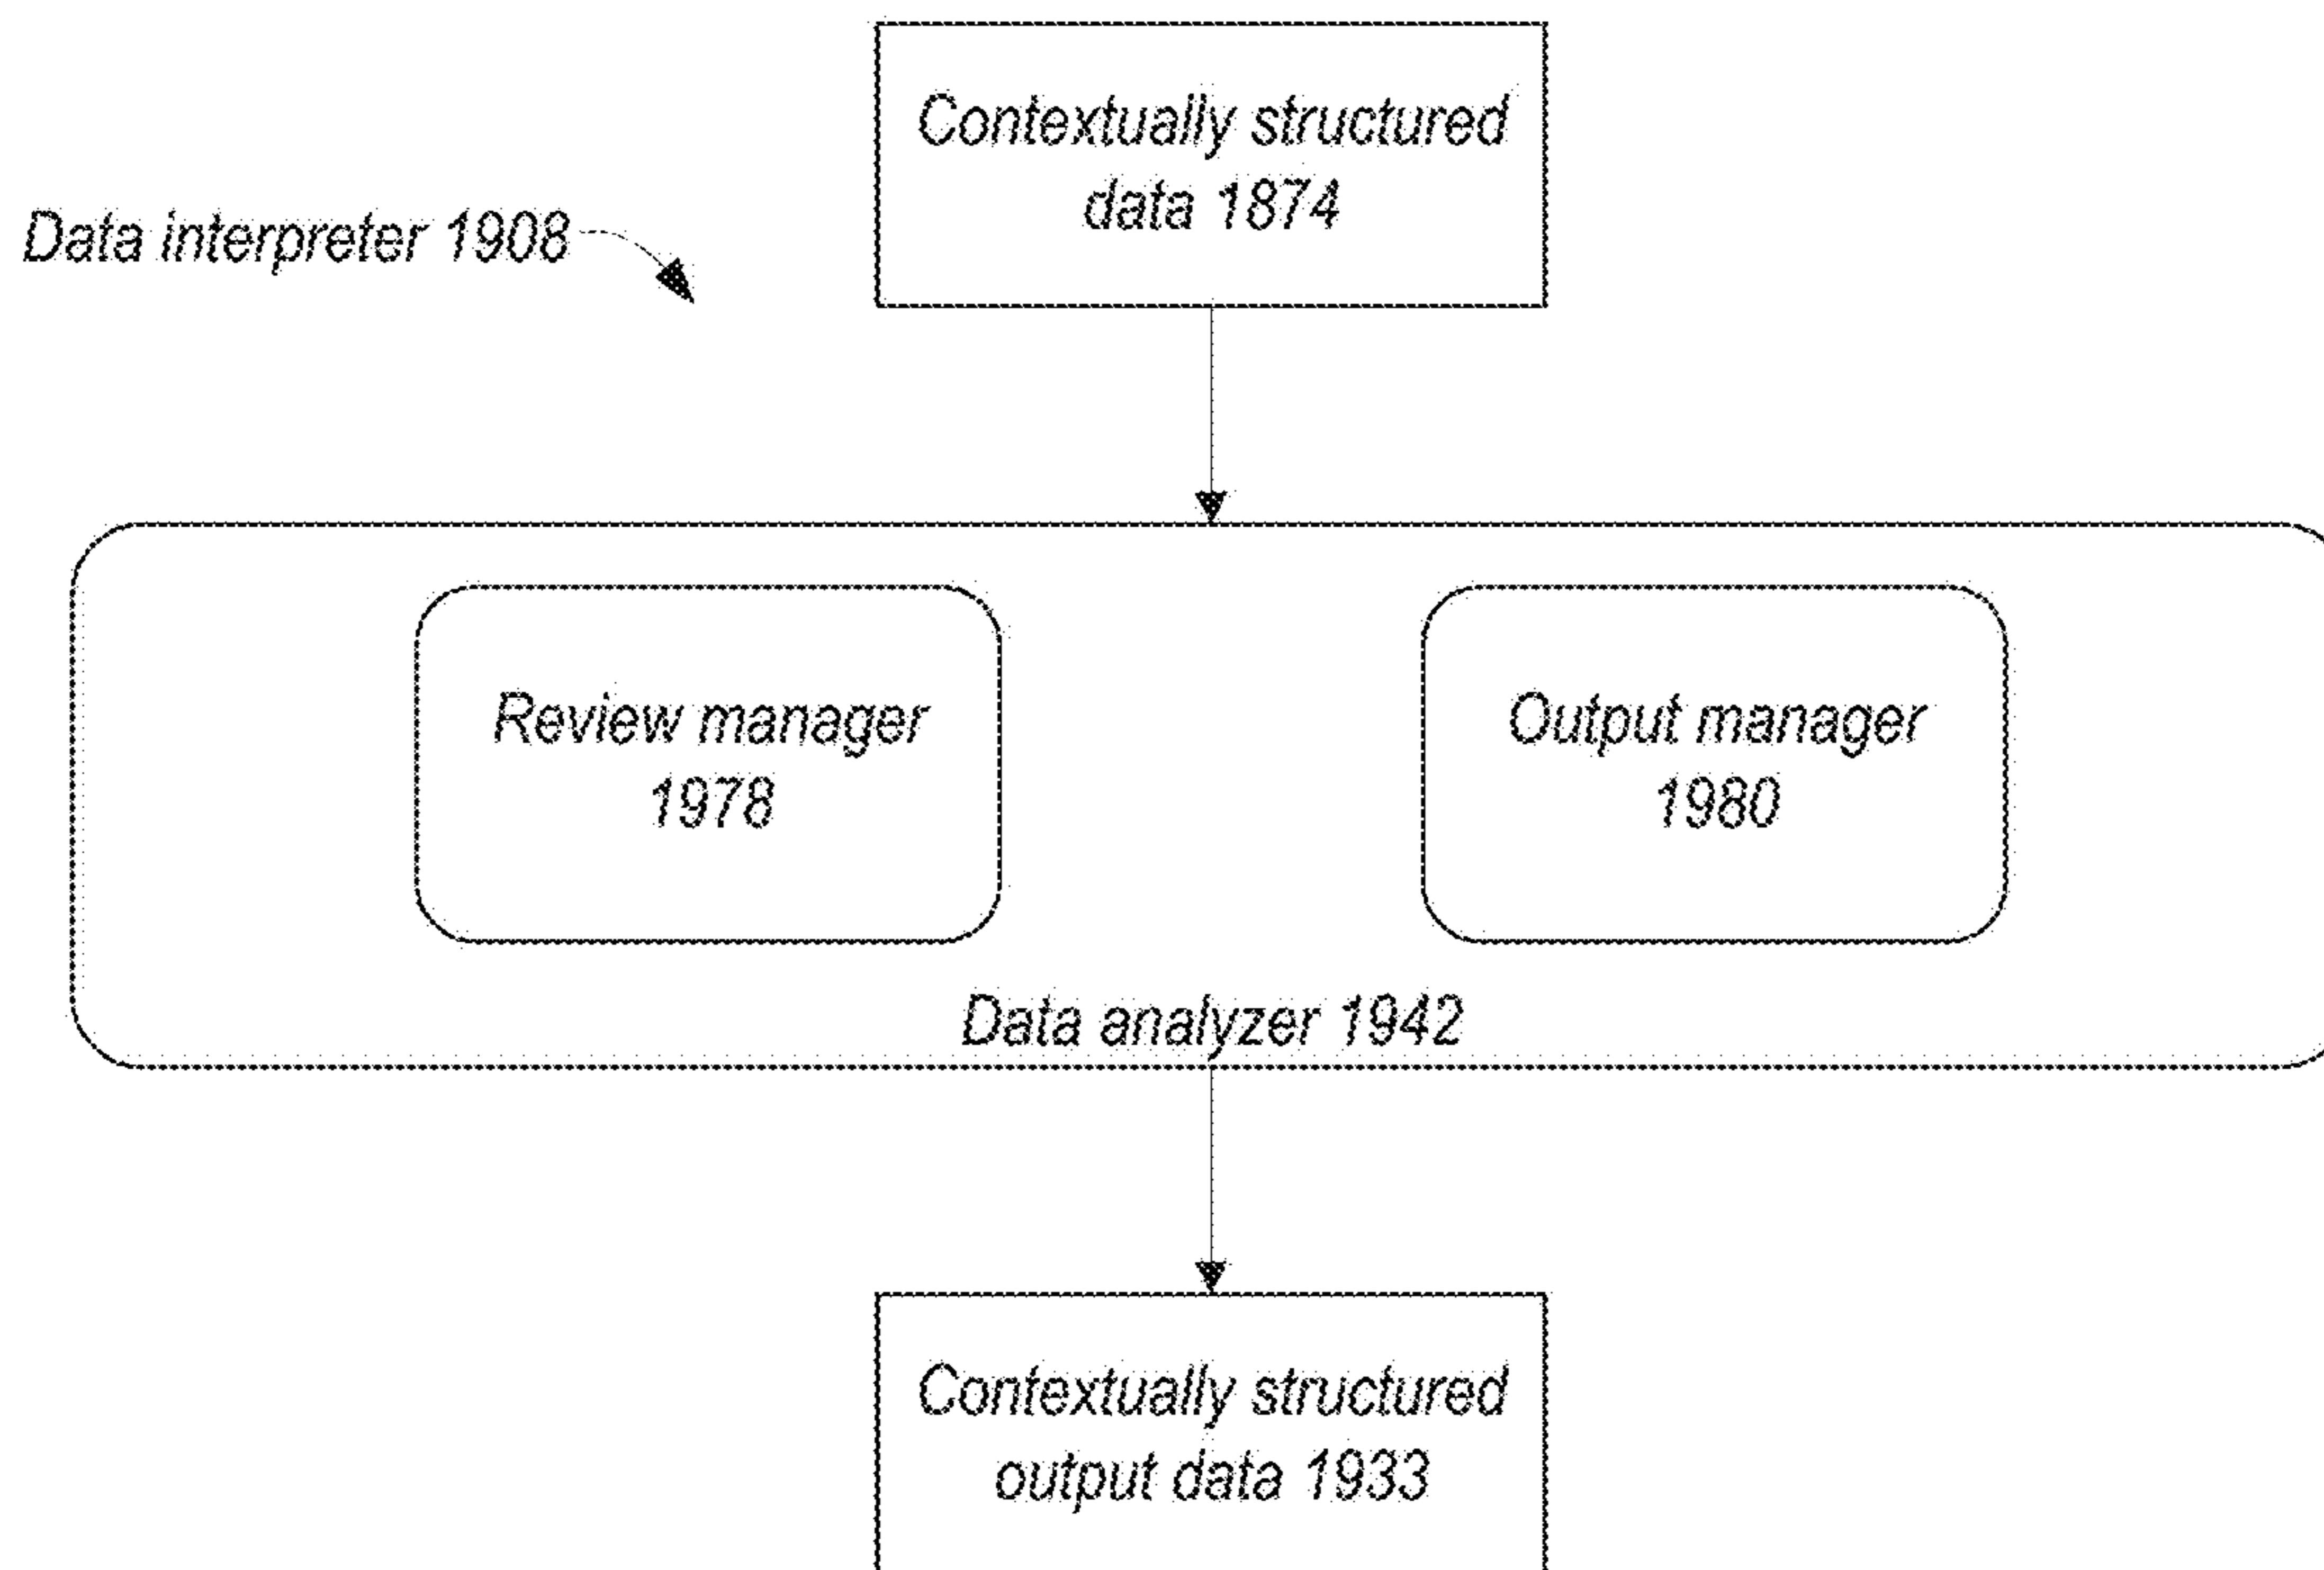 Contextually structured
data 1874
Data interpreter 1908
Review manager
1978
Output manager
1980
Data analyzer 1942
Contextually structured
output data 1933